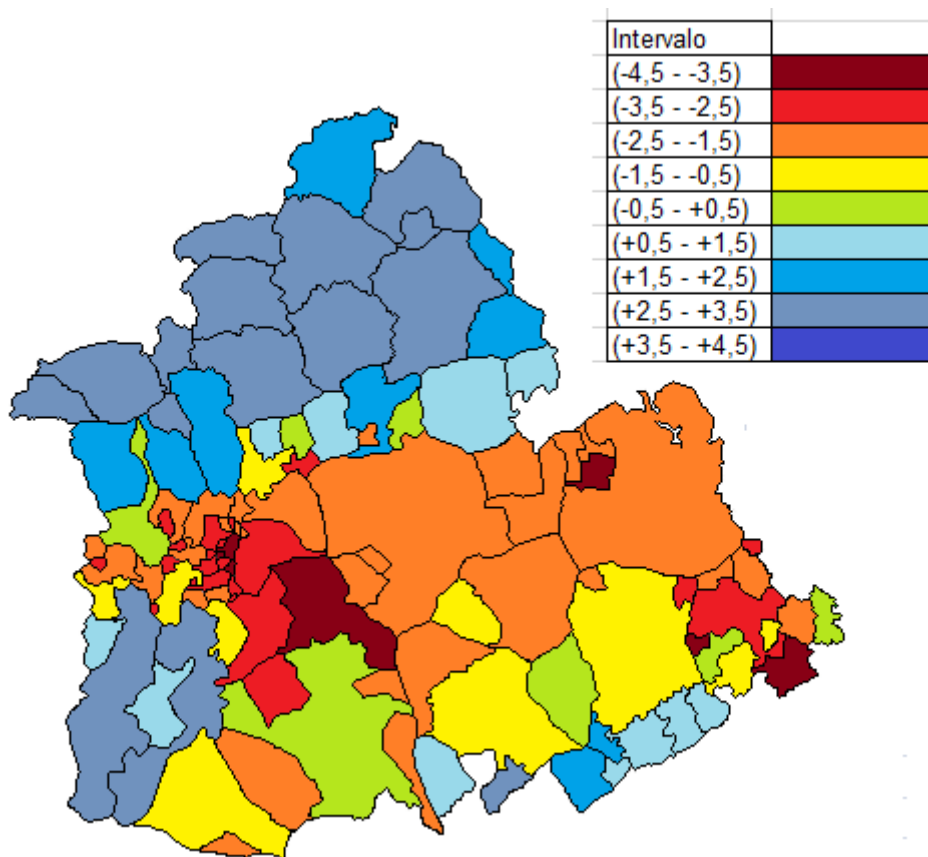 Intervalo
(-4,5 - -3,5)
(-3,5 - -2,5)
(-2,5 - -1,5)
(-1,5 - -0,5)
(-0,5 - +0,5)
(+0,5 - +1,5)
(+1,5 - +2,5)
(+2,5 - +3,5)
(+3,5 - +4,5)